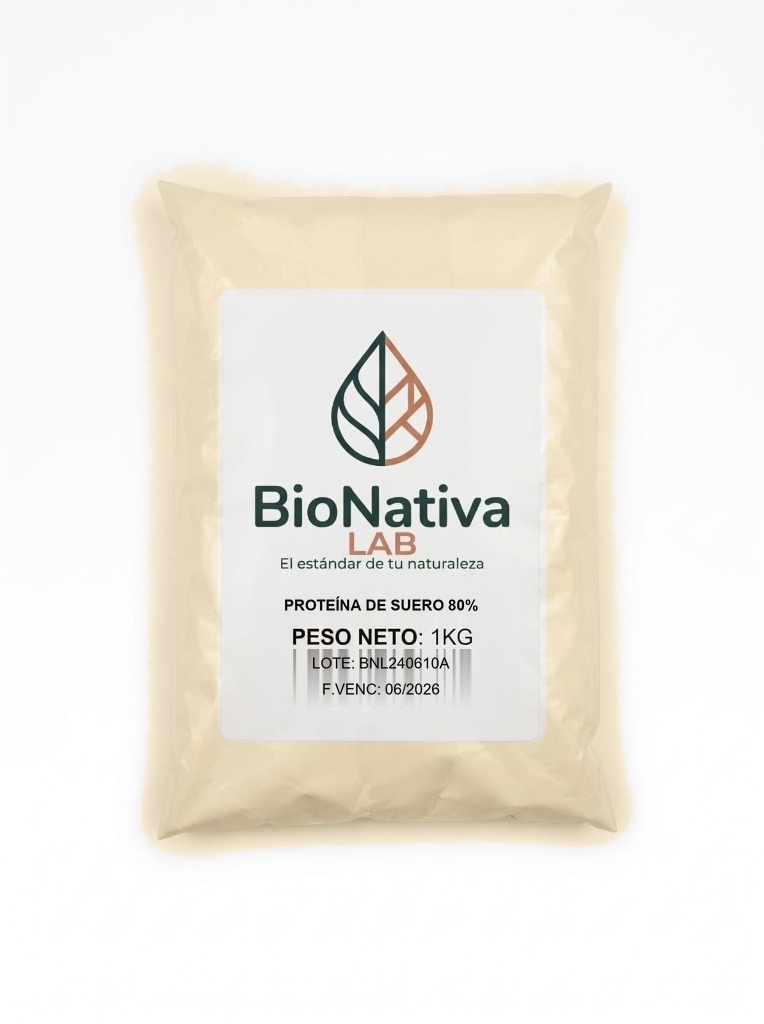 BioNativa
LAB
El estándar de tu naturaleza
PROTEÍNA DE SUERO 80%
PESO NETO: 1KG
LOTE: BNL240610A
F.VENC: 06/2026